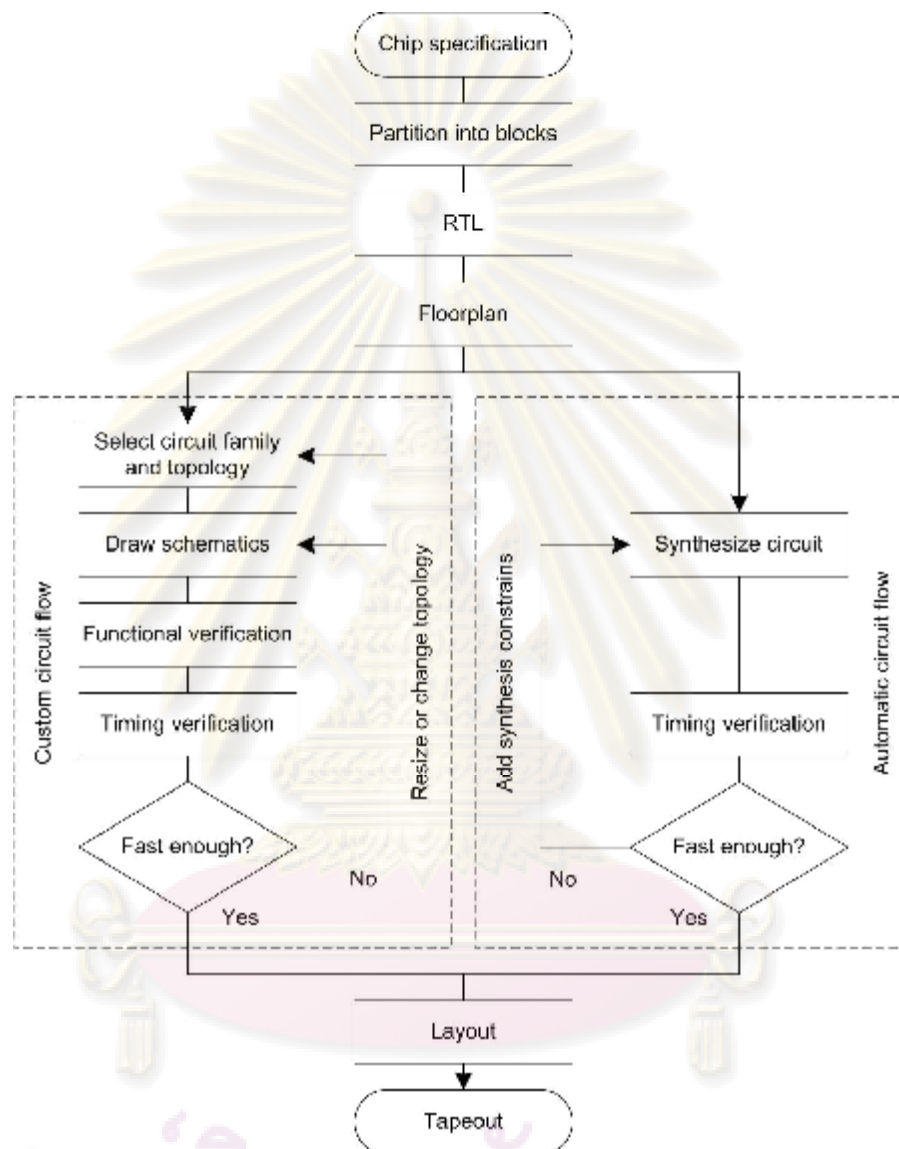 Chip specification
Partition into blocks
RTL
Floorplan
Select circuit family
and topology
Draw schematics
Functional verification
Timing verification
Fast enough?
No
Yes
Custom circuit flow
Resize or change topology
Add synthesis constrains
Synthesize circuit
Timing verification
Fast enough?
No
Yes
Automatic circuit flow
Layout
Tapeout